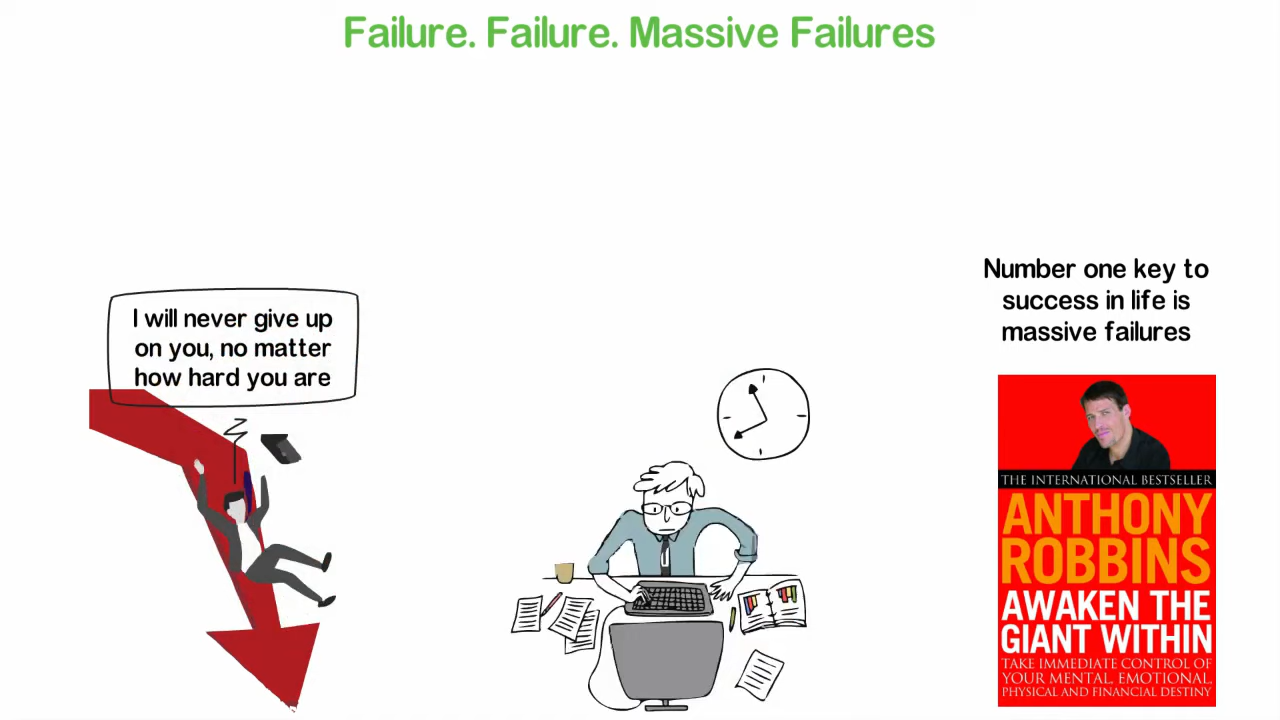 Failure. Failure. Massive Failures
I will never give up
on you, no matter
how hard you are
Number one key to
success in life is
massive failures
THE INTERNATIONAL BESTSELLER
ANTHONY
ROBBINS
AWAKEN THE
GIANT WITHIN
TAKE IMMEDIATE CONTROL OF
YOUR MENTAL, EMOTIONAL,
PHYSICAL AND FINANCIAL DESTINY